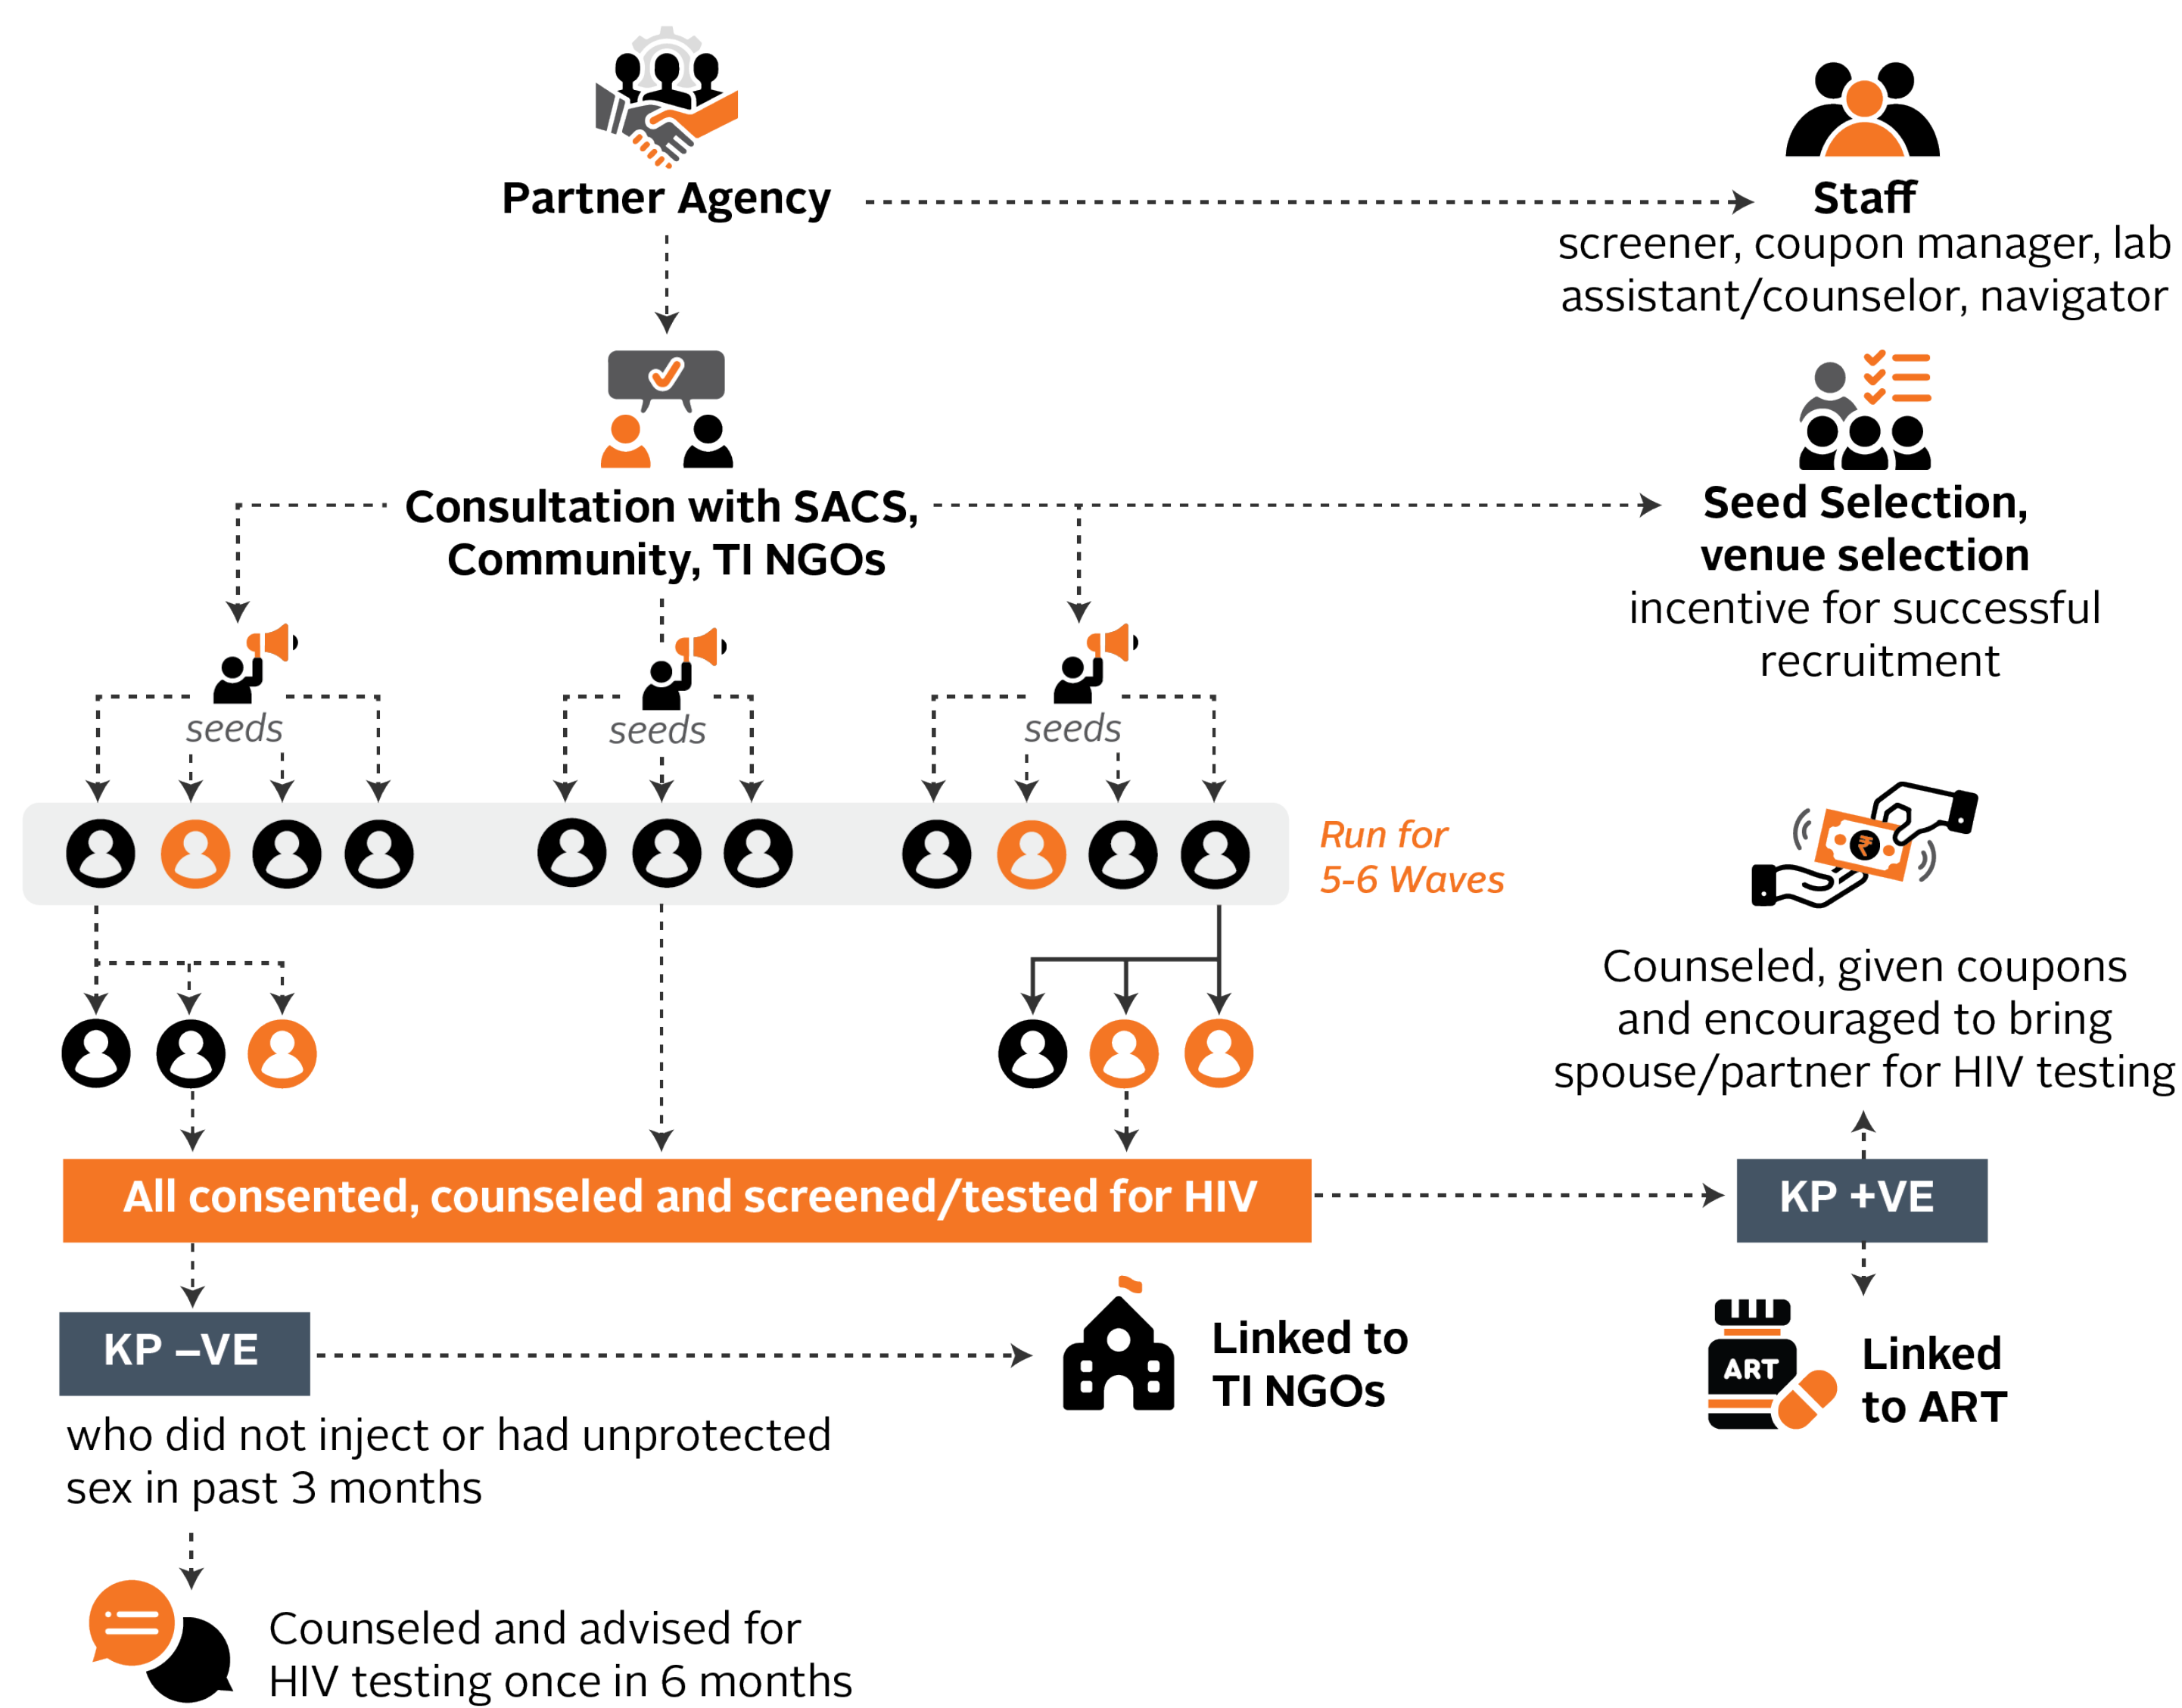 Partner Agency
Staff
screener, coupon manager, lab
assistant/counselor, navigator
Consultation with SACS,
Community, TI NGOs
Seed Selection,
venue selection
incentive for successful
recruitment
seeds
seeds
seeds
Run for
5-6 Waves
₹
Counseled, given coupons
and encouraged to bring
spouse/partner for HIV testing
All consented, counseled and screened/tested for HIV
KP +VE
KP –VE
Linked to
TI NGOs
ART
Linked
to ART
who did not inject or had unprotected
sex in past 3 months
Counseled and advised for
HIV testing once in 6 months